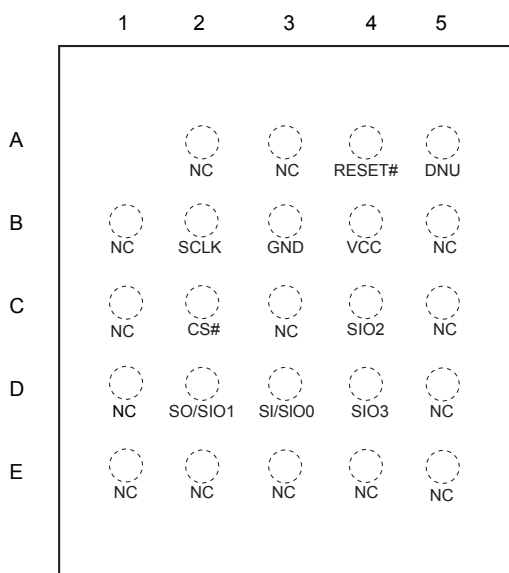 1 2 3 4 5
A
NC NC RESET# DNU
B
NC SCLK GND VCC NC
C
NC CS# NC SIO2 NC
D
NC SO/SIO1 SI/SIO0 SIO3 NC
E
NC NC NC NC NC